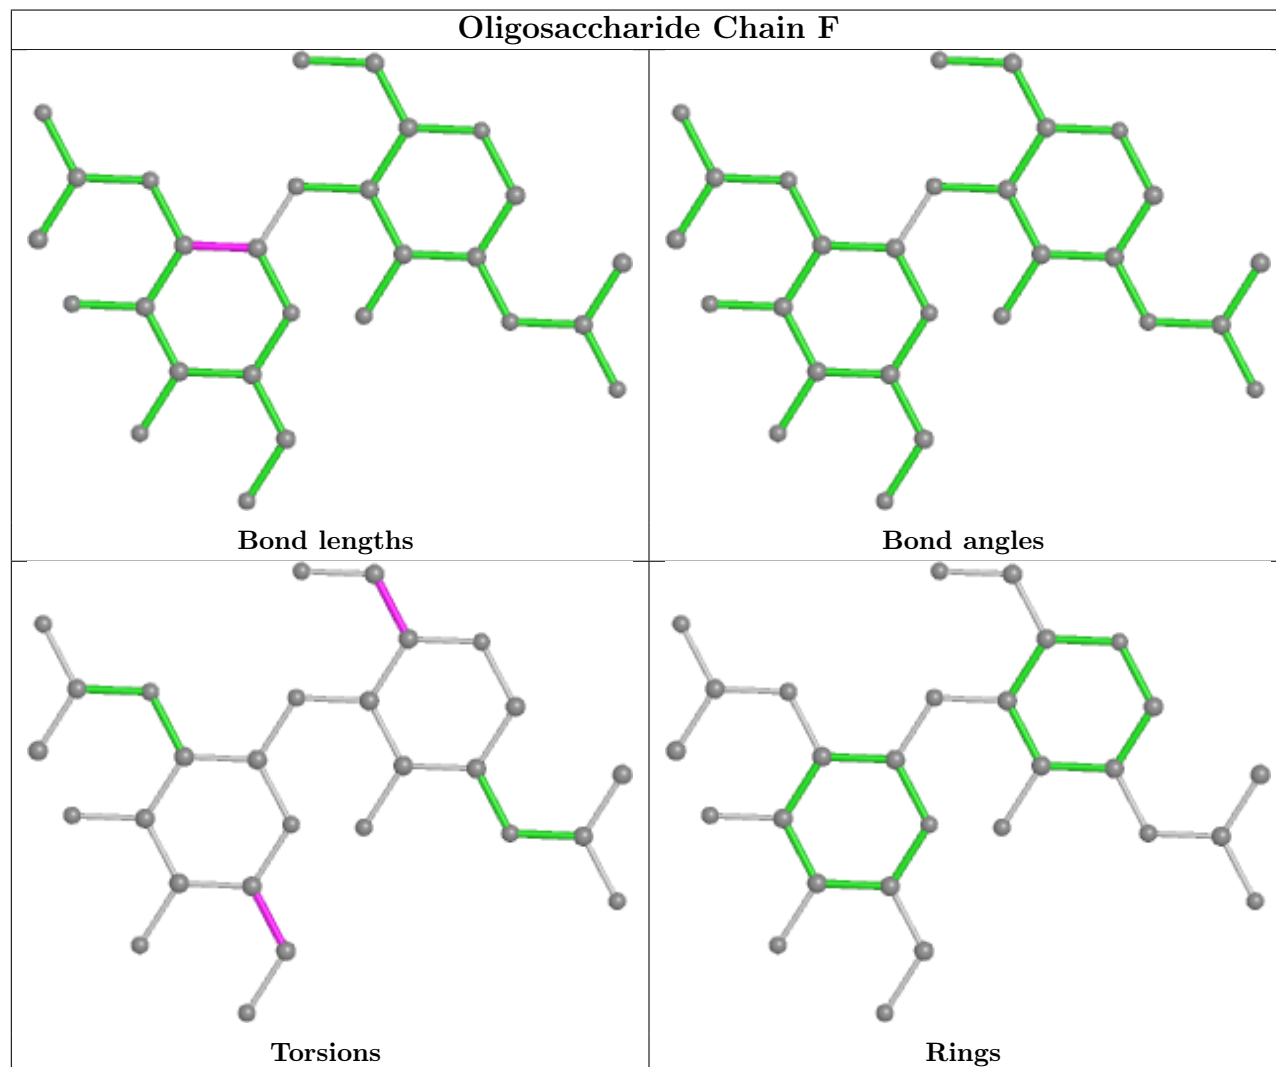 Oligosaccharide Chain F
Bond lengths
Bond angles
Torsions
Rings